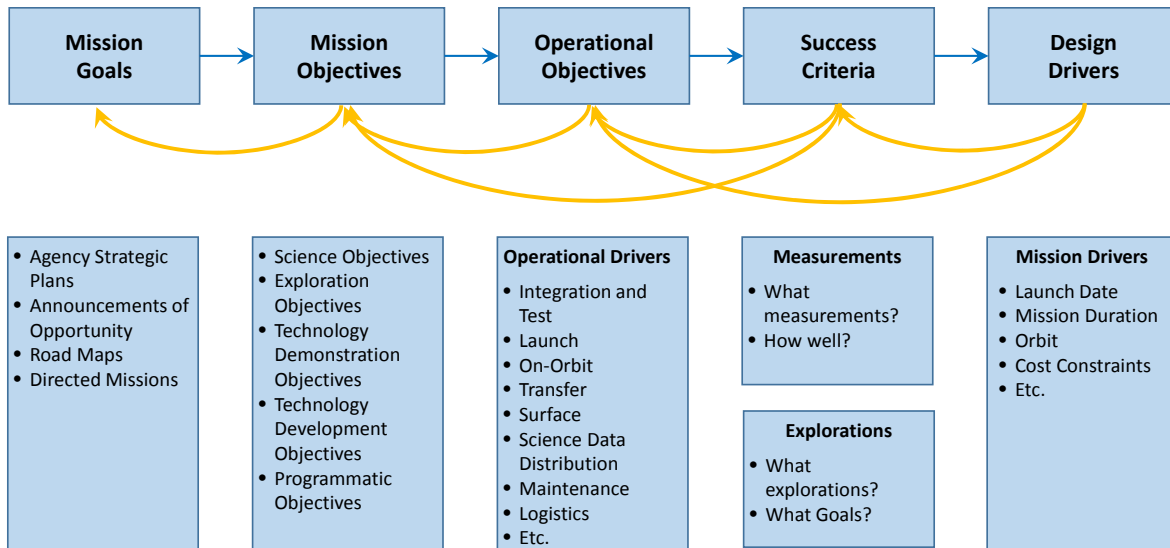 Mission
Goals
Mission
Objectives
Operational
Objectives
Success
Criteria
Design
Drivers
• Agency Strategic
Plans
• Announcements of
Opportunity
• Road Maps
• Directed Missions
• Science Objectives
• Exploration
Objectives
• Technology
Demonstration
Objectives
• Technology
Development
Objectives
• Programmatic
Objectives
Operational Drivers
• Integration and
Test
• Launch
• On-Orbit
• Transfer
• Surface
• Science Data
Distribution
• Maintenance
• Logistics
• Etc.
Measurements
• What
measurements?
• How well?
Explorations
• What
explorations?
• What Goals?
Mission Drivers
• Launch Date
• Mission Duration
• Orbit
• Cost Constraints
• Etc.